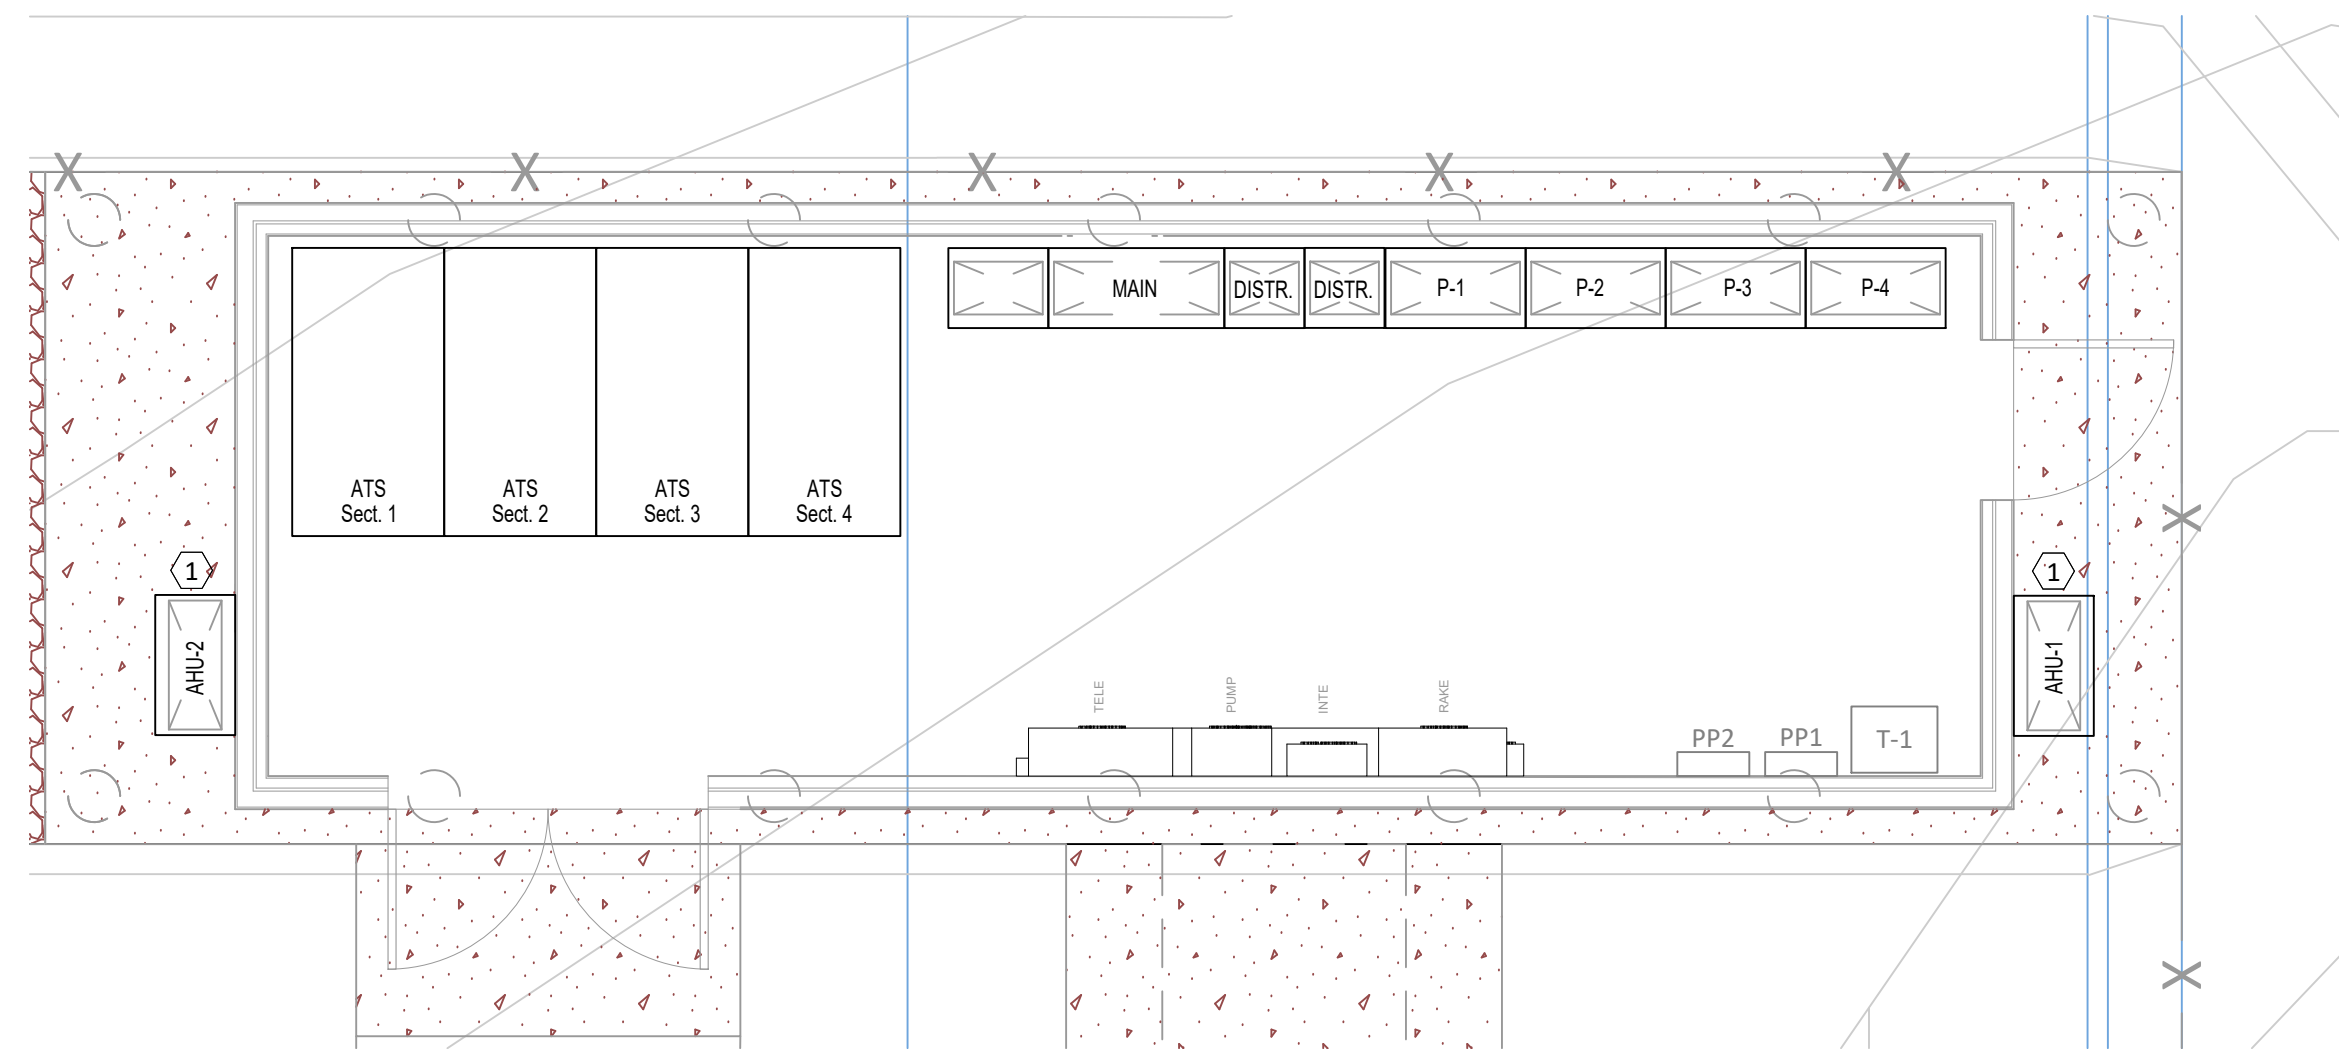 MAIN
DISTR.
DISTR.
P-1
P-2
P-3
P-4
ATS
Sect. 1
ATS
Sect. 2
ATS
Sect. 3
ATS
Sect. 4
1
AHU-2
1
AHU-1
TELE
PUMP
INTE
RAKE
PP2
PP1
T-1